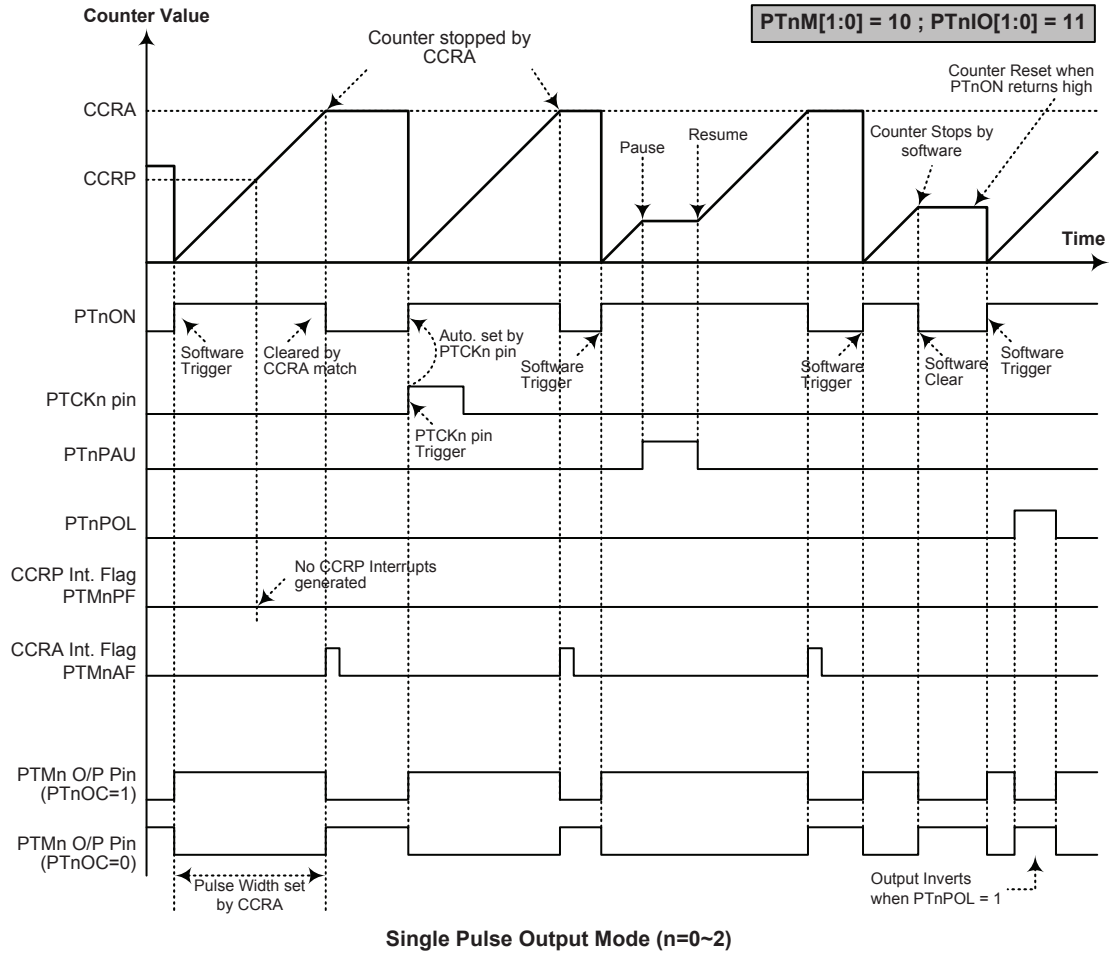 Counter Value
PTnM[1:0] = 10 ; PTnIO[1:0] = 11
Counter stopped by
CCRA
Counter Reset when
PTnON returns high
CCRA
Pause
Resume
Counter Stops by
software
CCRP
Time
PTnON
Software
Trigger
Cleared by
CCRA match
Auto. set by
PTCKn pin
Software
Trigger
Software
Trigger
Software
Clear
Software
Trigger
PTCKn pin
PTCKn pin
Trigger
PTnPAU
PTnPOL
No CCRP Interrupts
generated
CCRP Int. Flag
PTMnPF
CCRA Int. Flag
PTMnAF
PTMn O/P Pin
(PTnOC=1)
PTMn O/P Pin
(PTnOC=0)
Pulse Width set
by CCRA
Output Inverts
when PTnPOL = 1
Single Pulse Output Mode (n=0~2)